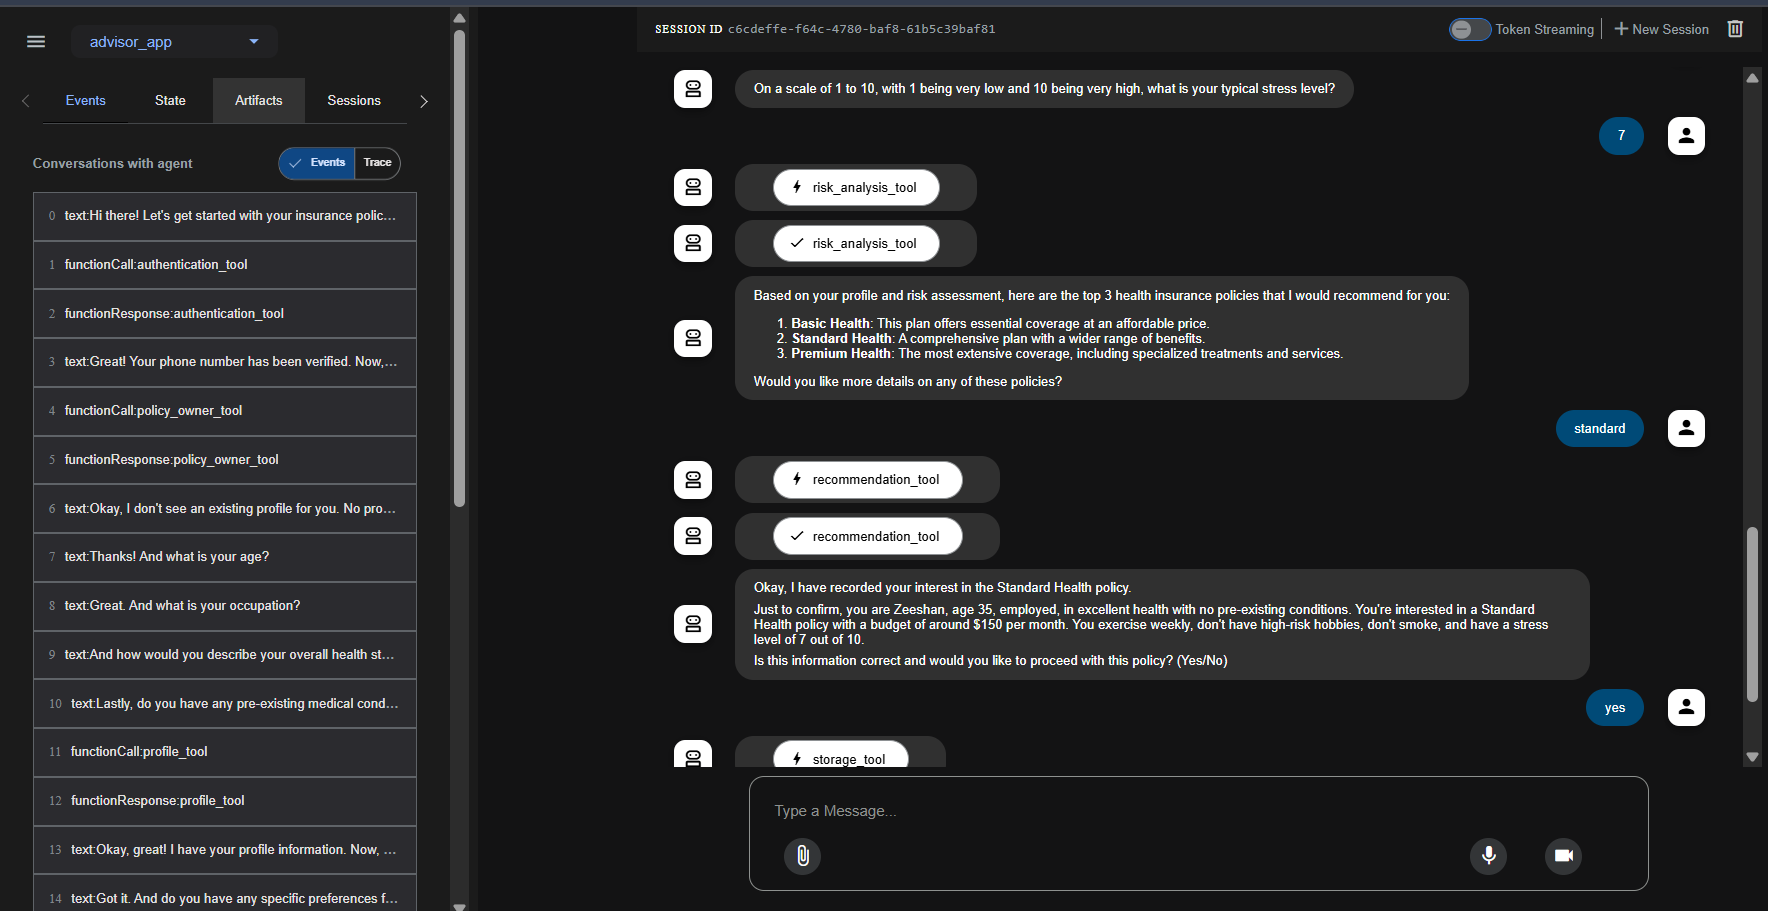 advisor_app
SESSION ID c6cdeffe-f64c-4780-baf8-61b5c39baf81
Token Streaming
New Session
Events
State
Artifacts
Sessions
Conversations with agent
Events
Trace
0 text:Hi there! Let's get started with your insurance polic...
1 functionCall:authentication_tool
2 functionResponse:authentication_tool
3 text:Great! Your phone number has been verified. Now,...
4 functionCall:policy_owner_tool
5 functionResponse:policy_owner_tool
6 text:Okay, I don't see an existing profile for you. No pro...
7 text:Thanks! And what is your age?
8 text:Great. And what is your occupation?
9 text:And how would you describe your overall health st...
10 text:Lastly, do you have any pre-existing medical cond...
11 functionCall:profile_tool
12 functionResponse:profile_tool
13 text:Okay, great! I have your profile information. Now, ...
14 text:Got it. And do you have any specific preferences f...
On a scale of 1 to 10, with 1 being very low and 10 being very high, what is your typical stress level?
7
risk_analysis_tool
risk_analysis_tool
Based on your profile and risk assessment, here are the top 3 health insurance policies that I would recommend for you:
1. Basic Health: This plan offers essential coverage at an affordable price.
2. Standard Health: A comprehensive plan with a wider range of benefits.
3. Premium Health: The most extensive coverage, including specialized treatments and services.
Would you like more details on any of these policies?
standard
recommendation_tool
recommendation_tool
Okay, I have recorded your interest in the Standard Health policy.
Just to confirm, you are Zeeshan, age 35, employed, in excellent health with no pre-existing conditions. You're interested in a Standard
Health policy with a budget of around $150 per month. You exercise weekly, don't have high-risk hobbies, don't smoke, and have a stress
level of 7 out of 10.
Is this information correct and would you like to proceed with this policy? (Yes/No)
yes
storage_tool
Type a Message...